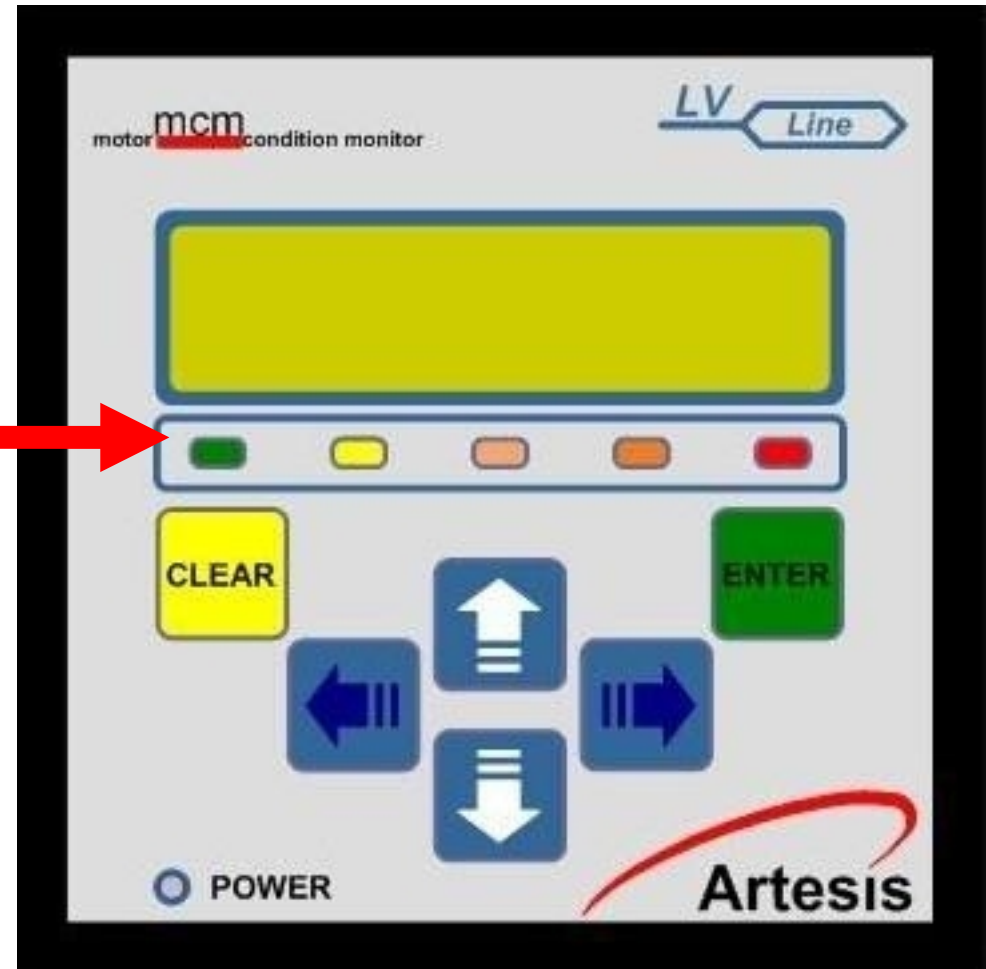 LV
Line
mcm
motor condition monitor
CLEAR
ENTER
POWER
Artesis